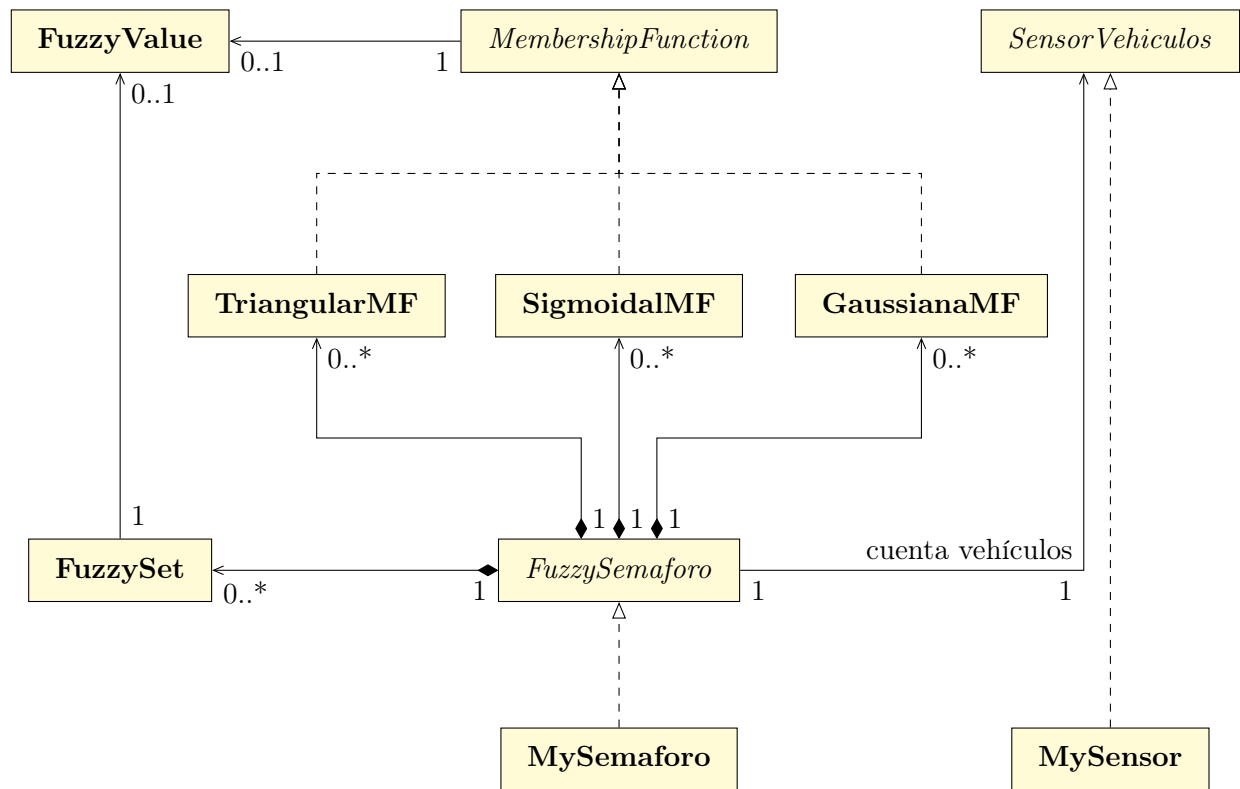 FuzzyValue
MembershipFunction
SensorVehiculos
0..1
1
0..1
TriangularMF
SigmoidalMF
GaussianaMF
0..*
0..*
0..*
1
1
1
1
cuenta vehículos
FuzzySet
FuzzySemaforo
0..*
1
1
1
MySemaforo
MySensor